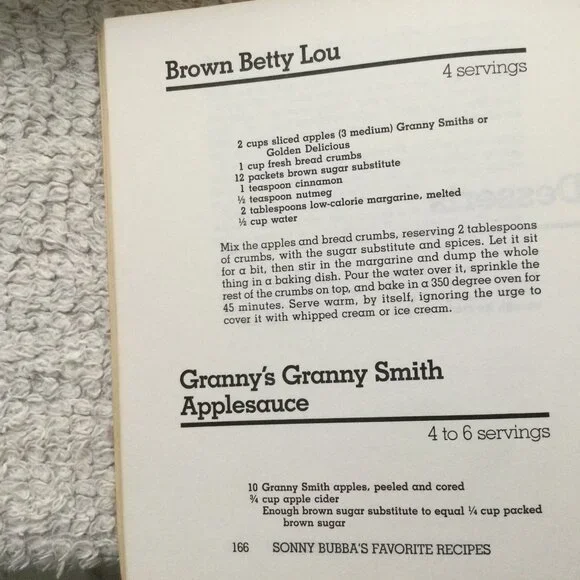 Brown Betty Lou
4 servings
2 cups sliced apples (3 medium) Granny Smiths or
Golden Delicious
1 cup fresh bread crumbs
12 packets brown sugar substitute
1 teaspoon cinnamon
½ teaspoon nutmeg
2 tablespoons low-calorie margarine, melted
½ cup water
Mix the apples and bread crumbs, reserving 2 tablespoons
of crumbs, with the sugar substitute and spices. Let it sit
for a bit, then stir in the margarine and dump the whole
thing in a baking dish. Pour the water over it, sprinkle the
rest of the crumbs on top, and bake in a 350 degree oven for
45 minutes. Serve warm, by itself, ignoring the urge to
cover it with whipped cream or ice cream.
Granny's Granny Smith
Applesauce
4 to 6 servings
10 Granny Smith apples, peeled and cored
¾ cup apple cider
Enough brown sugar substitute to equal ¼ cup packed
brown sugar
166 SONNY BUBBA'S FAVORITE RECIPES